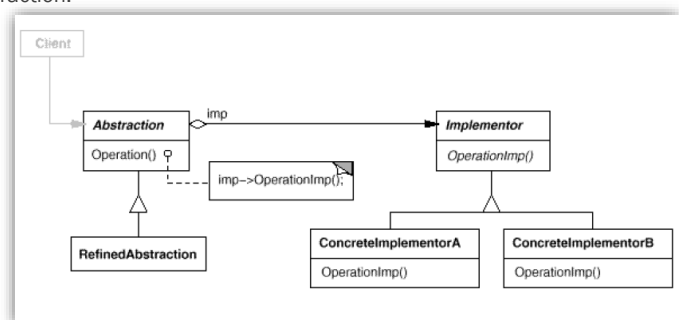 Client
imp
Abstraction
Implementor
Operation()
OperationImp()
imp->OperationImp();
RefinedAbstraction
ConcreteImplementorA
ConcreteImplementorB
OperationImp()
OperationImp()